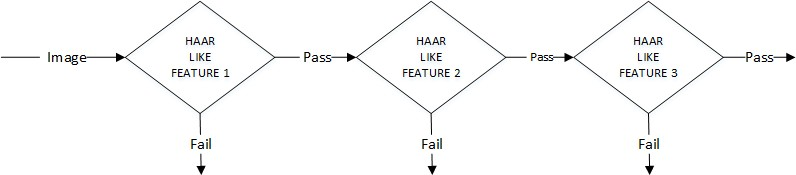 Image
HAAR
LIKE
FEATURE 1
Pass
HAAR
LIKE
FEATURE 2
Pass
HAAR
LIKE
FEATURE 3
Pass
Fail
Fail
Fail